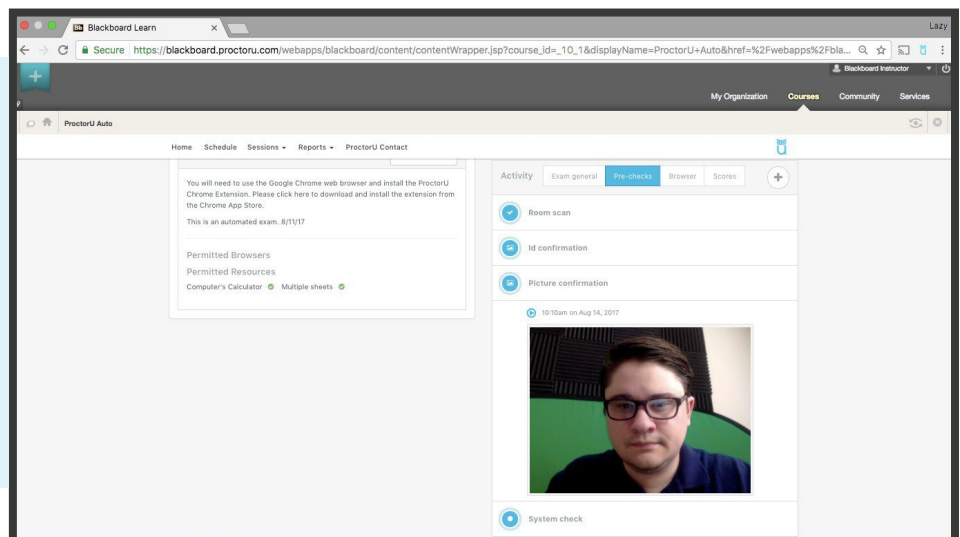 Blackboard Learn
Lazy
Secure https://blackboard.proctoru.com/webapps/blackboard/content/contentWrapper.jsp?course_id=_10_1&displayName=ProctorU+Auto&href=%2Fwebapps%2Fbla...
Blackboard Instructor
My Organization Courses Community Services
ProctorU Auto
Home Schedule Sessions Reports ProctorU Contact
Activity Exam general Pre-checks Browser Scores
You will need to use the Google Chrome web browser and install the ProctorU
Chrome Extension. Please click here to download and install the extension from
the Chrome App Store.
This is an automated exam. 8/11/17
Permitted Browsers
Permitted Resources
Computer's Calculator Multiple sheets
Room scan
Id confirmation
Picture confirmation
10:10am on Aug 14, 2017
System check